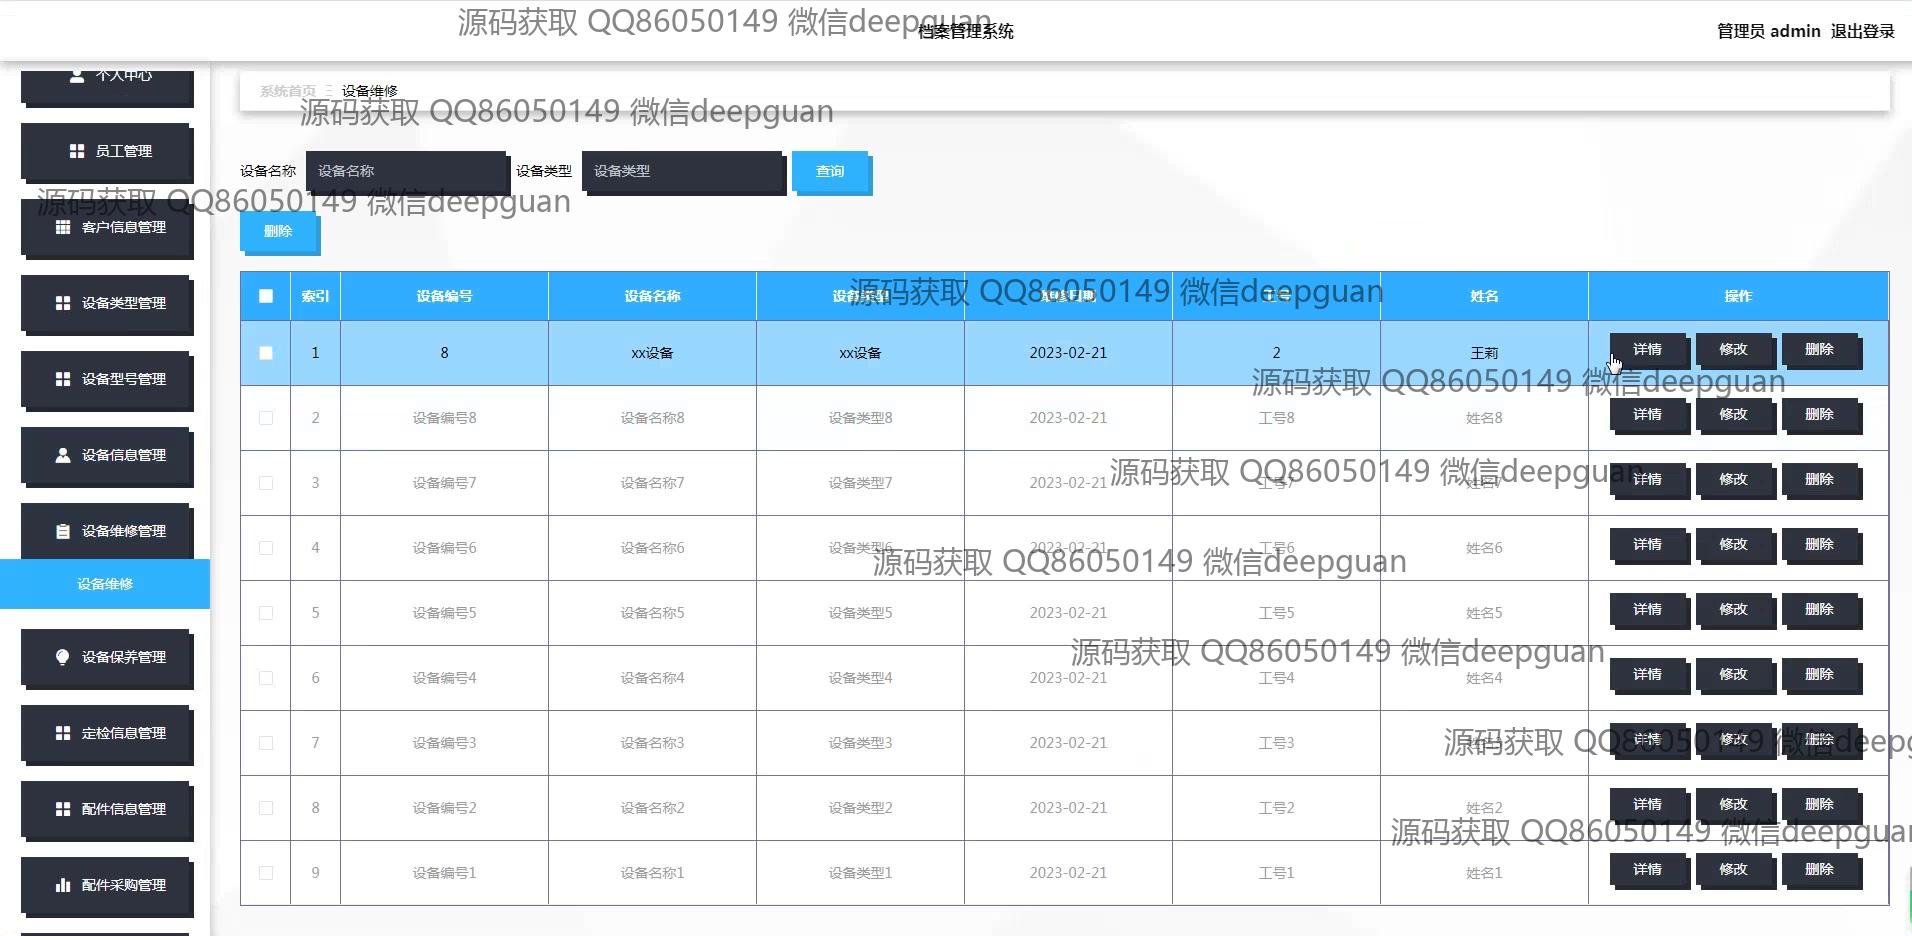 源码获取 QQ86050149 微信deepguan
档案管理系统
管理员 admin 退出登录
个人中心
系统首页 设备维修
源码获取 QQ86050149 微信deepguan
员工管理
设备名称 设备名称 设备类型 设备类型 查询
源码获取 QQ86050149 微信deepguan
客户信息管理
删除
设备类型管理
索引 设备编号 设备名称 设备类型 维修日期 工号 姓名 操作
源码获取 QQ86050149 微信deepguan
1 8 xx设备 xx设备 2023-02-21 2 王莉 详情 修改 删除
设备型号管理
源码获取 QQ86050149 微信deepguan
2 设备编号8 设备名称8 设备类型8 2023-02-21 工号8 姓名8 详情 修改 删除
设备信息管理
源码获取 QQ86050149 微信deepguan
3 设备编号7 设备名称7 设备类型7 2023-02-21 工号7 姓名7 详情 修改 删除
设备维修管理
4 设备编号6 设备名称6 设备类型6 2023-02-21 工号6 姓名6 详情 修改 删除
源码获取 QQ86050149 微信deepguan
设备维修
5 设备编号5 设备名称5 设备类型5 2023-02-21 工号5 姓名5 详情 修改 删除
源码获取 QQ86050149 微信deepguan
设备保养管理
6 设备编号4 设备名称4 设备类型4 2023-02-21 工号4 姓名4 详情 修改 删除
定检信息管理
7 设备编号3 设备名称3 设备类型3 2023-02-21 工号3 姓名3 详情 修改 删除
源码获取 QQ86050149 微信deepg
配件信息管理
8 设备编号2 设备名称2 设备类型2 2023-02-21 工号2 姓名2 详情 修改 删除
源码获取 QQ86050149 微信deepguan
配件采购管理
9 设备编号1 设备名称1 设备类型1 2023-02-21 工号1 姓名1 详情 修改 删除